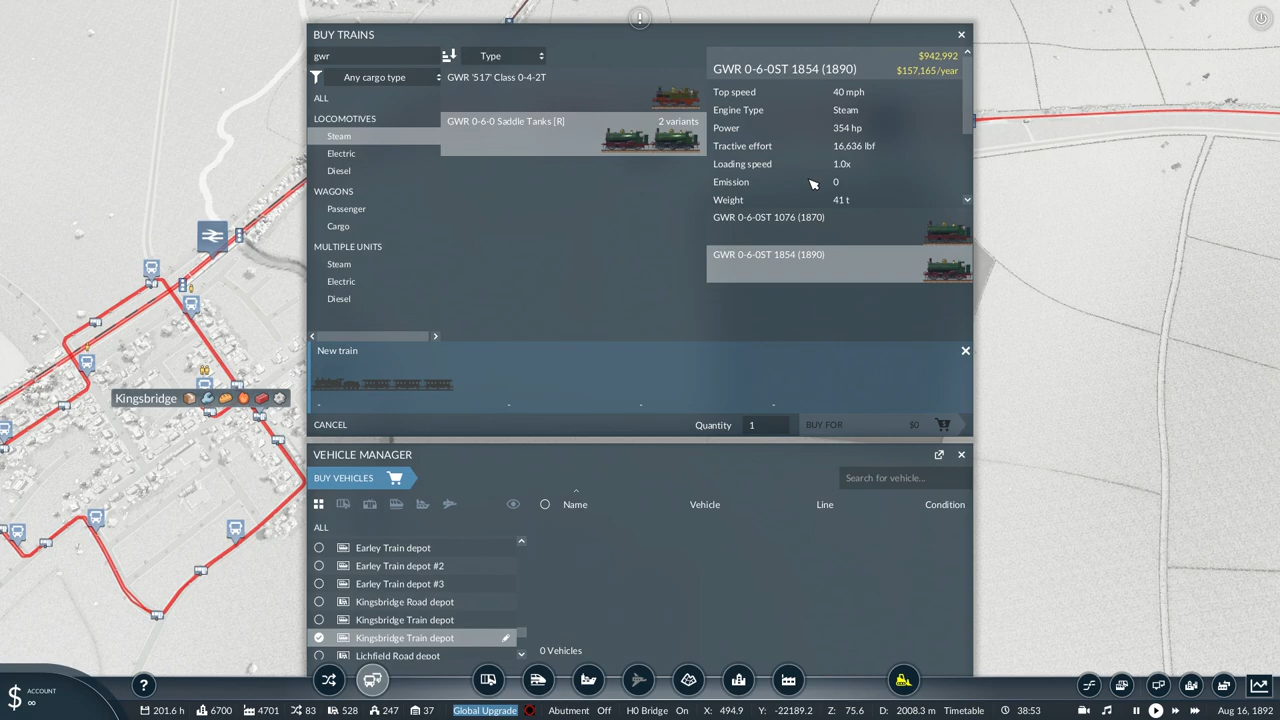 BUY TRAINS
gwr
Type
Any cargo type
ALL
LOCOMOTIVES
Steam
Electric
Diesel
WAGONS
Passenger
Cargo
MULTIPLE UNITS
Steam
Electric
Diesel
GWR '517' Class 0-4-2T
GWR 0-6-0 Saddle Tanks [R]
2 variants
$942,992
GWR 0-6-0ST 1854 (1890)
$157,165/year
Top speed 40 mph
Engine Type Steam
Power 354 hp
Tractive effort 16,636 lbf
Loading speed 1.0x
Emission 0
Weight 41 t
GWR 0-6-0ST 1076 (1870)
GWR 0-6-0ST 1854 (1890)
New train
- - - -
CANCEL
Quantity 1
BUY FOR $0
Kingsbridge
VEHICLE MANAGER
BUY VEHICLES
Search for vehicle...
Name Vehicle Line Condition
ALL
Earley Train depot
Earley Train depot #2
Earley Train depot #3
Kingsbridge Road depot
Kingsbridge Train depot
Kingsbridge Train depot
Lichfield Road depot
0 Vehicles
$ ACCOUNT
∞
?
201.6 h 6700 4701 83 528 247 37 Global Upgrade Abutment Off H0 Bridge On X: 494.9 Y: -22189.2 Z: 75.6 D: 2008.3 m Timetable 38:53 Aug 16, 1892